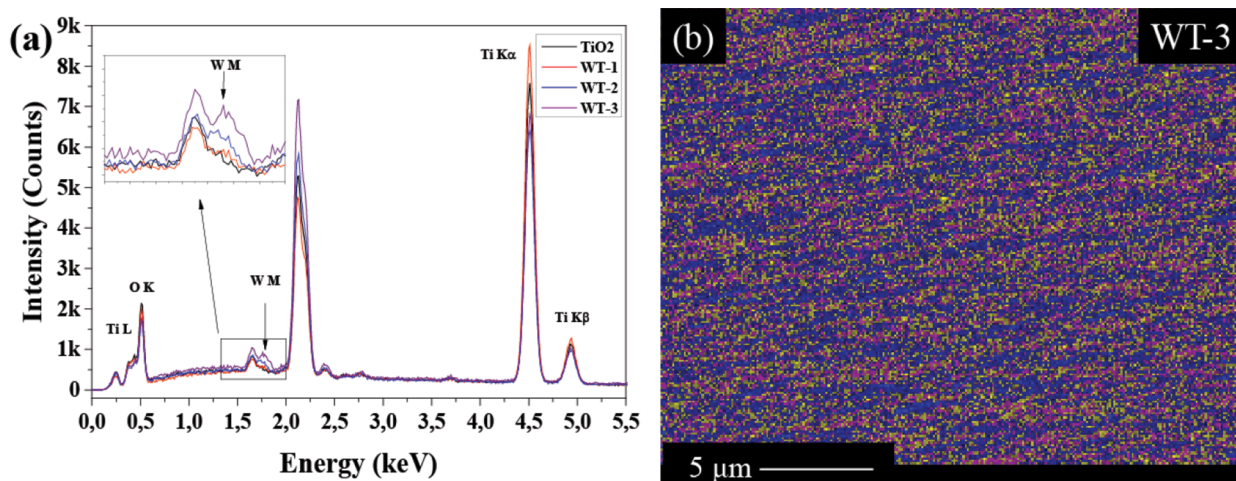 (a)
9k
8k
7k
6k
5k
4k
3k
2k
1k
0
Intensity (Counts)
W M
Ti Kα
TiO2
WT-1
WT-2
WT-3
O K
Ti L
W M
Ti Kβ
0,0 0,5 1,0 1,5 2,0 2,5 3,0 3,5 4,0 4,5 5,0 5,5
Energy (keV)
(b)
WT-3
5 μm